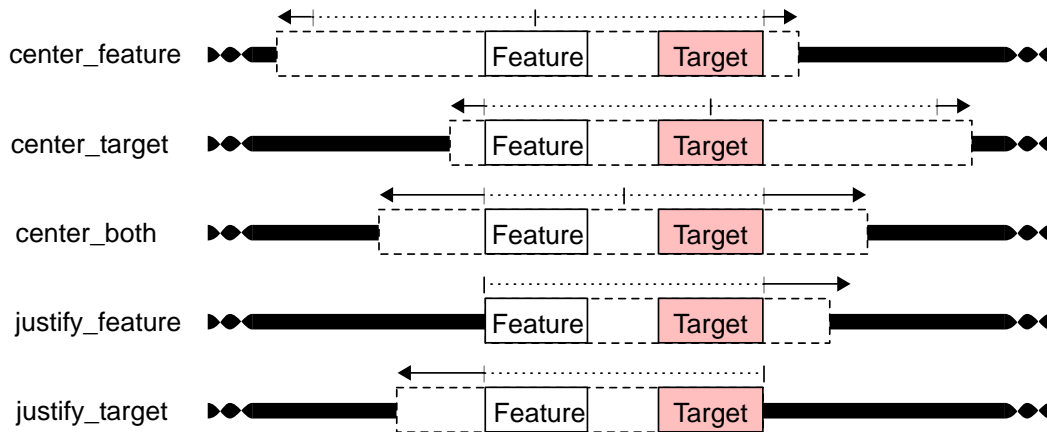 center_feature Feature Target
center_target Feature Target
center_both Feature Target
justify_feature Feature Target
justify_target Feature Target